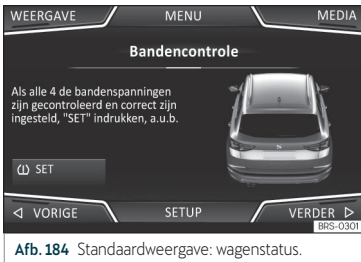 WEERGAVE MENU MEDIA
Bandencontrole
Als alle 4 de bandenspanningen
zijn gecontroleerd en correct zijn
ingesteld, "SET" indrukken, a.u.b.
SET
VORIGE SETUP VERDER
BRS-0301
Afb. 184 Standaardweergave: wagenstatus.